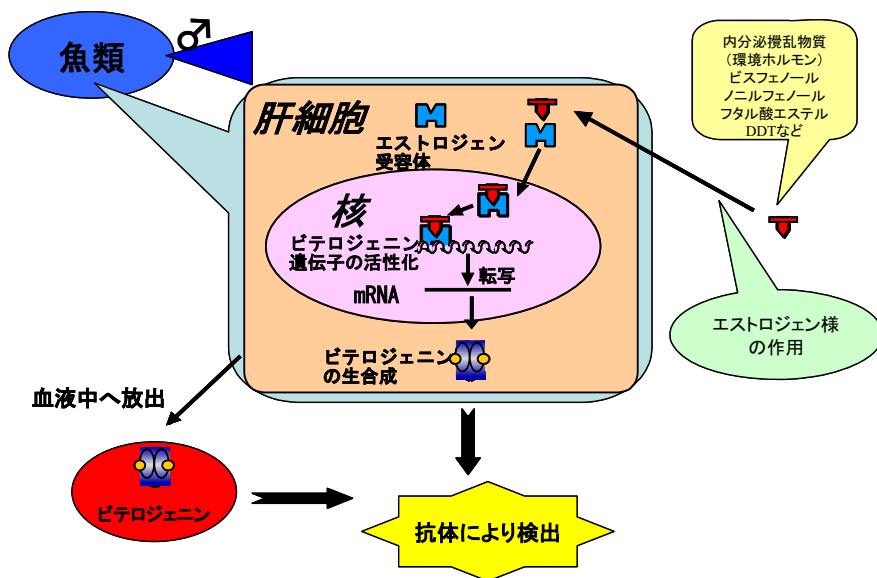 魚類
♂
内分泌攪乱物質
(環境ホルモン)
ビスフェノール
ノニルフェノール
フタル酸エステル
DDTなど
肝細胞
エストロジェン
受容体
核
ビテロジェニン
遺伝子の活性化
転写
mRNA
エストロジェン様
の作用
ビテロジェニン
の生合成
血液中へ放出
ビテロジェニン
抗体により検出